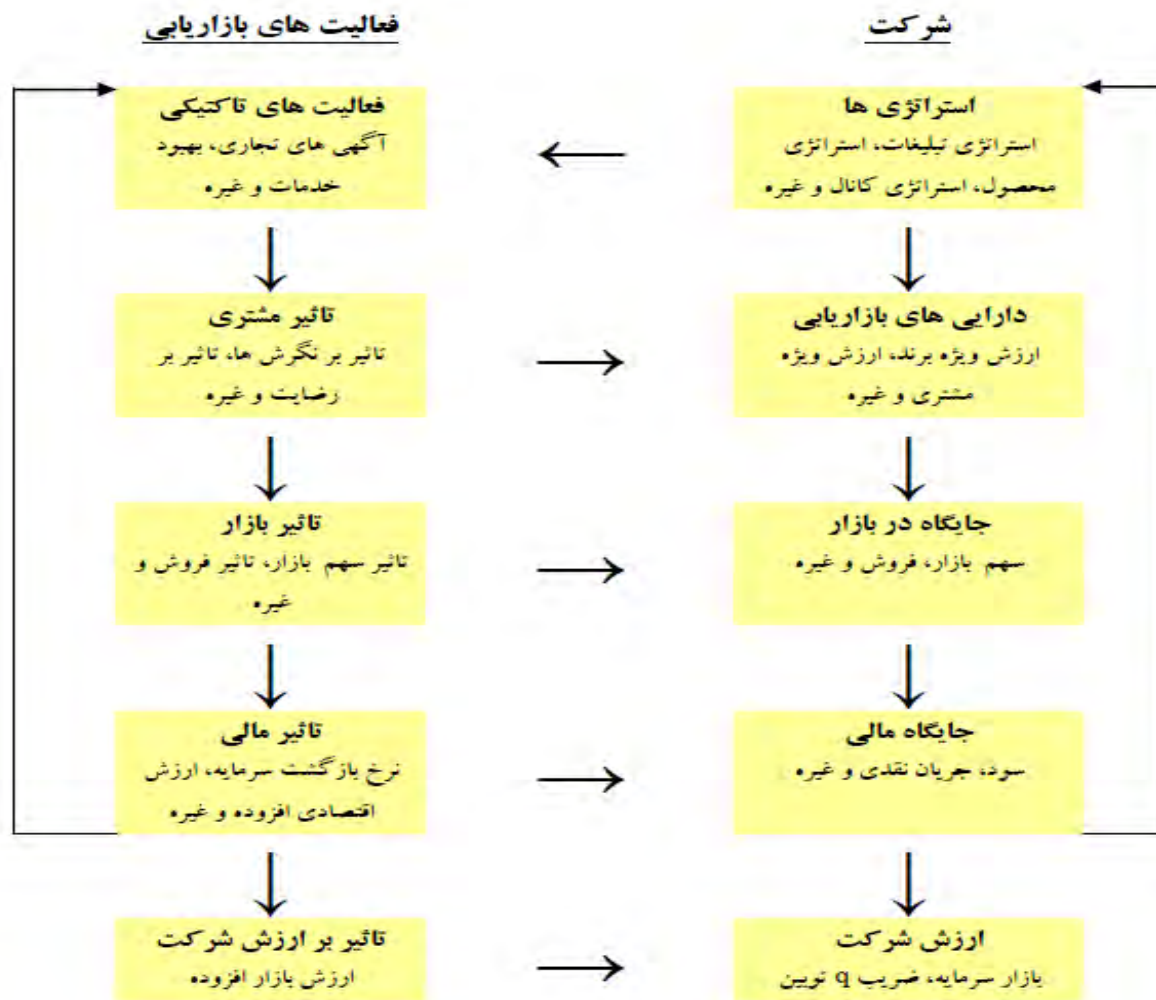 شرکت
فعالیت های بازاریابی
استراتژی ها
استراتژی تبلیغات، استراتژی
محصول، استراتژی کانال و غیره
فعالیت های تاکتیکی
آگهی های تجاری، بهبود
خدمات و غیره
دارایی های بازاریابی
ارزش ویژه برند، ارزش ویژه
مشتری و غیره
تاثیر مشتری
تاثیر بر نگرش ها، تاثیر بر
رضایت و غیره
جایگاه در بازار
سهم بازار، فروش و غیره
تاثیر بازار
تاثیر سهم بازار، تاثیر فروش و
غیره
جایگاه مالی
سود، جریان نقدی و غیره
تاثیر مالی
نرخ بازگشت سرمایه، ارزش
اقتصادی افزوده و غیره
ارزش شرکت
بازار سرمایه، ضریب q توبین
تاثیر بر ارزش شرکت
ارزش بازار افزوده